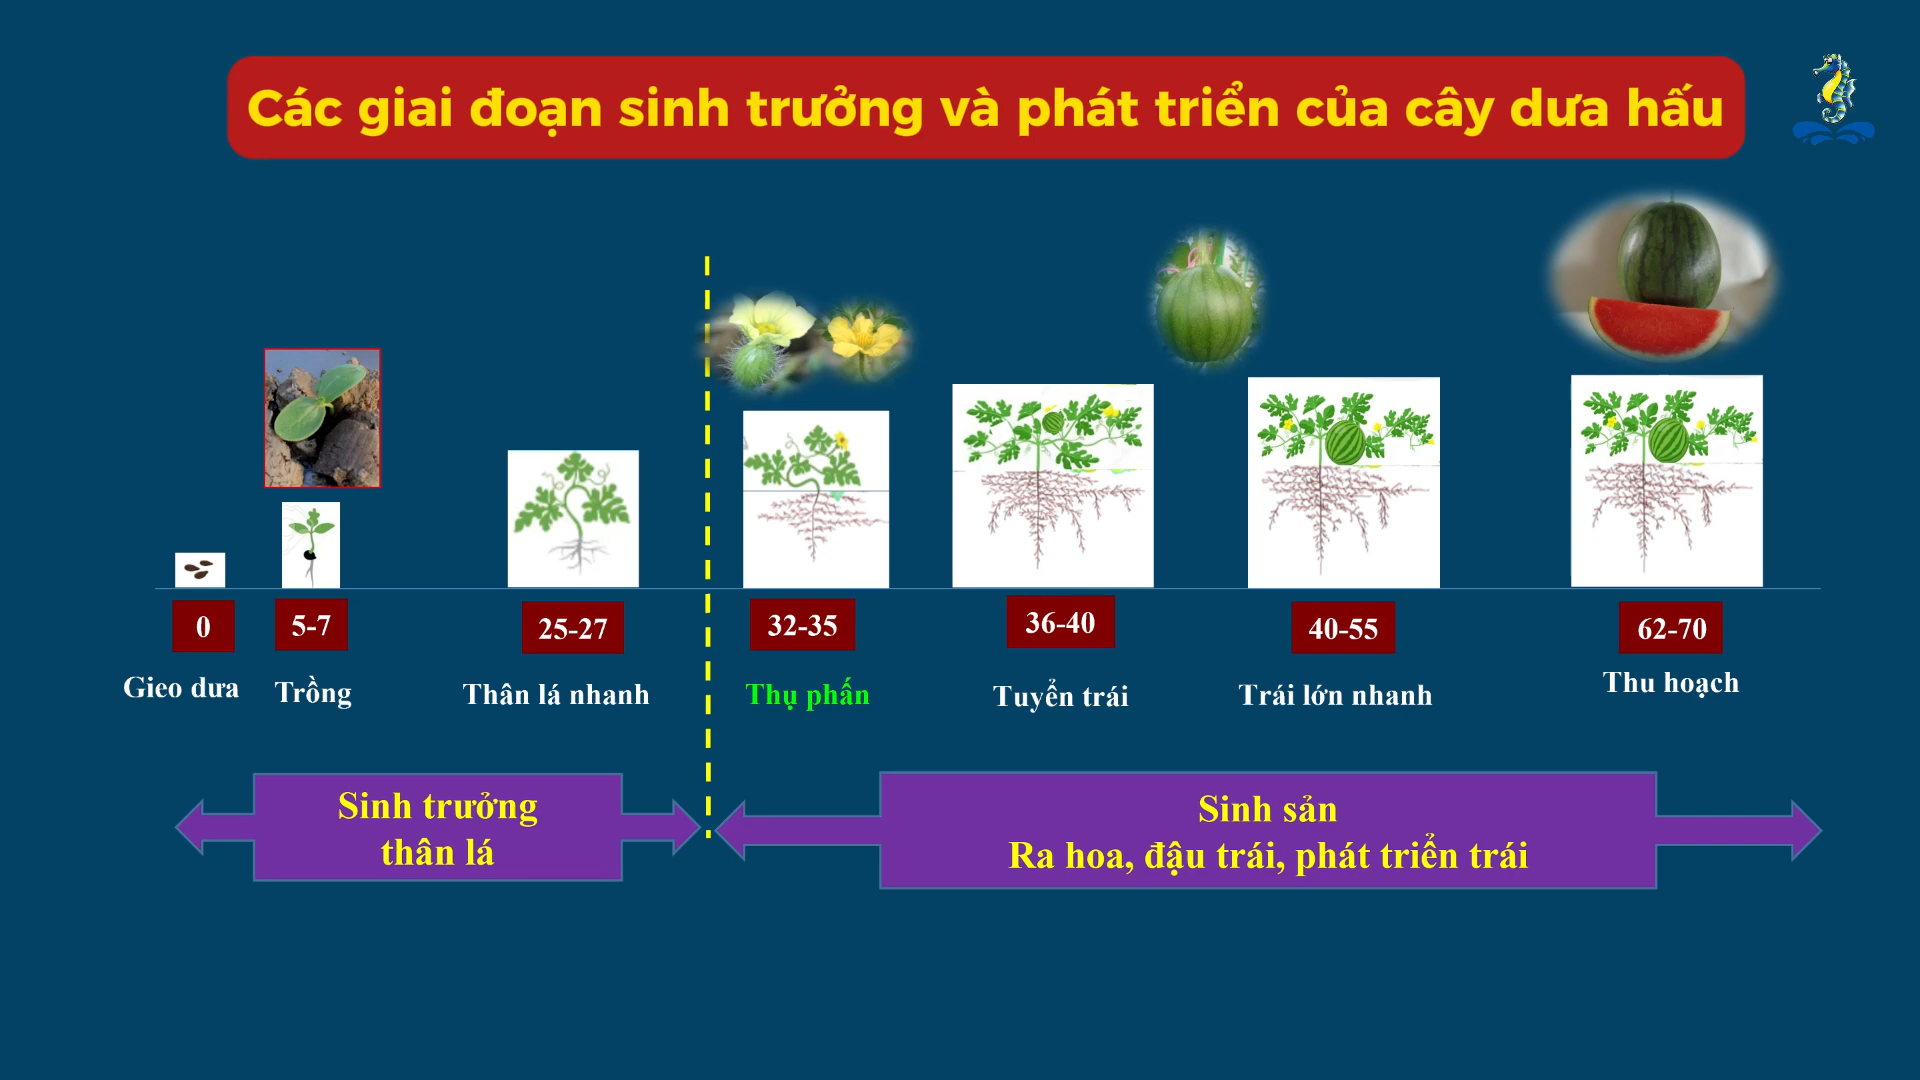 Các giai đoạn sinh trưởng và phát triển của cây dưa hấu
0
5-7
25-27
32-35
36-40
40-55
62-70
Gieo dưa
Trồng
Thân lá nhanh
Thụ phấn
Tuyển trái
Trái lớn nhanh
Thu hoạch
Sinh trưởng
thân lá
Sinh sản
Ra hoa, đậu trái, phát triển trái